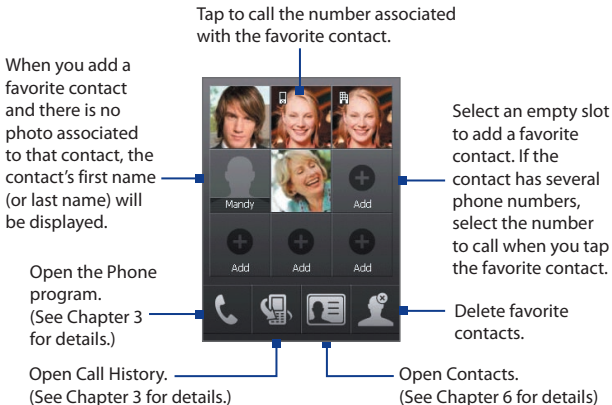 Tap to call the number associated
with the favorite contact.
When you add a
favorite contact
and there is no
photo associated
to that contact, the
contact's first name
(or last name) will
be displayed.
Select an empty slot
to add a favorite
contact. If the
contact has several
phone numbers,
select the number
to call when you tap
the favorite contact.
Mandy
Add
Add
Add
Add
Open the Phone
program.
(See Chapter 3
for details.)
Delete favorite
contacts.
Open Call History.
(See Chapter 3 for details.)
Open Contacts.
(See Chapter 6 for details)